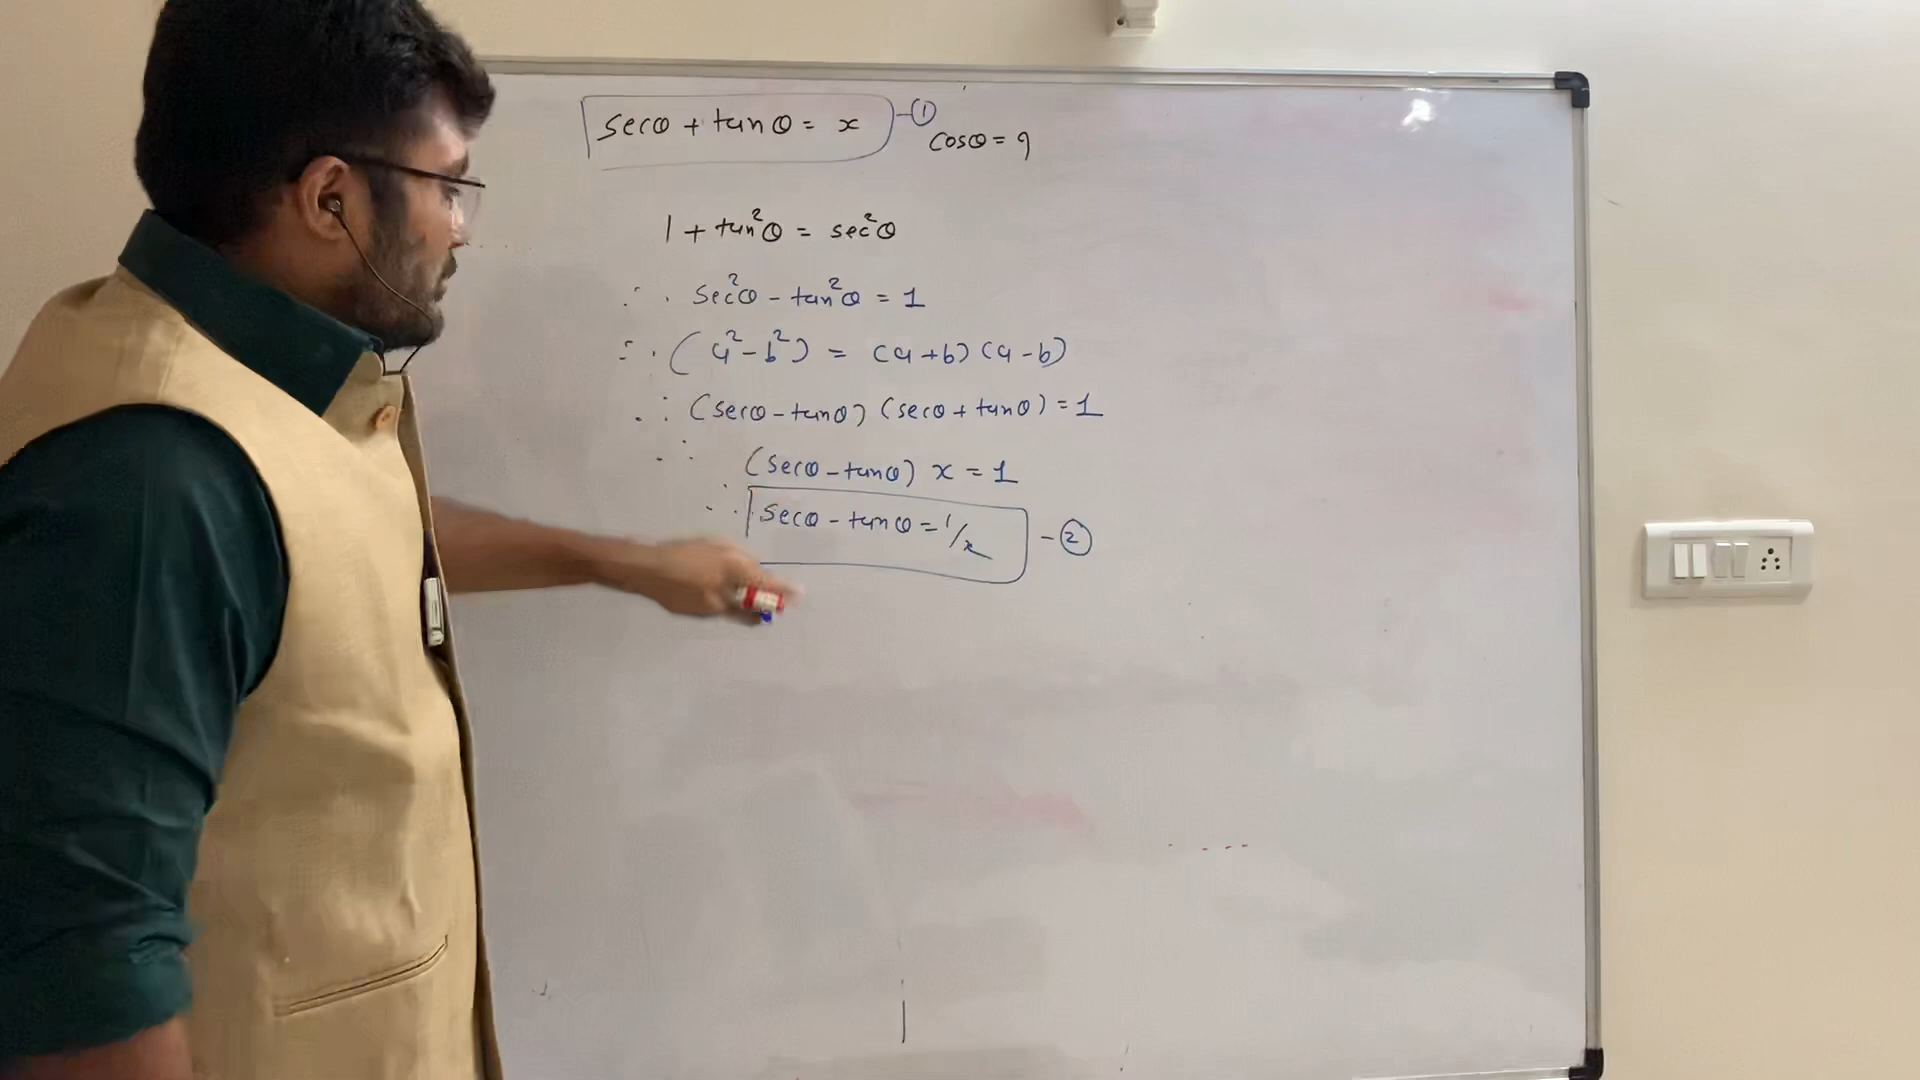 secθ + tanθ = x -①
cosθ = ?
1 + tan²θ = sec²θ
∴ sec²θ - tan²θ = 1
∴ (a² - b²) = (a + b) (a - b)
∴ (secθ - tanθ) (secθ + tanθ) = 1
∴ (secθ - tanθ) x = 1
∴ secθ - tanθ = 1/x -②